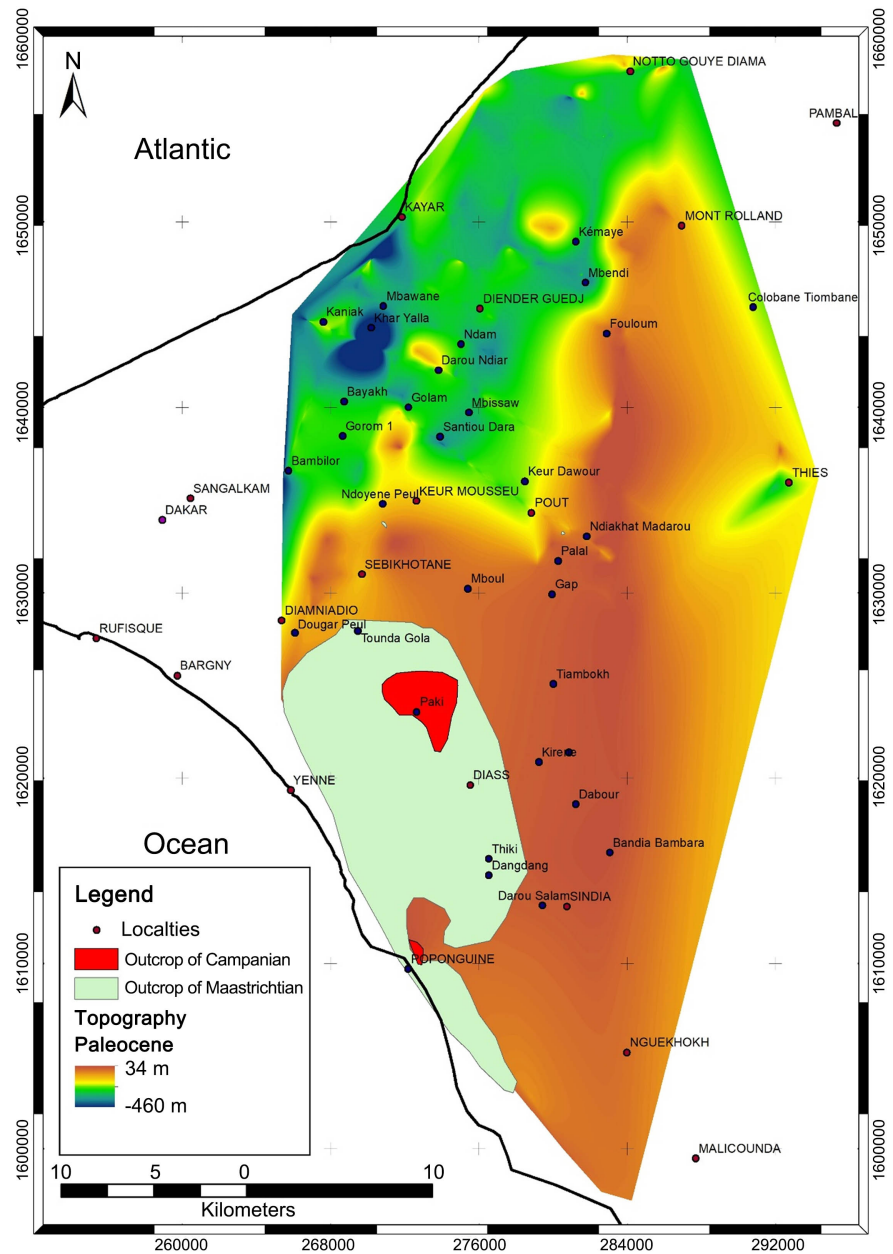 1660000
1660000
N
NOTTO GOUYE DIAMA
PAMBAL
Atlantic
KAYAR
MONT ROLLAND
1650000
1650000
Kémaye
Mbendi
Mbawane
DIENDER GUEDJ
Colobane Tiombane
Kaniak
Khar Yalla
Fouloum
Ndam
Darou Ndiar
Bayakh
Golam
Mbissaw
1640000
1640000
Gorom 1
Santiou Dara
Bambilor
Keur Dawour
THIES
SANGALKAM
Ndoyene Peul
KEUR MOUSSEU
POUT
DAKAR
Ndiakhat Madarou
Palal
SEBIKHOTANE
Mboul
Gap
1630000
1630000
DIAMNIADIO
RUFISQUE
Dougar Peul
Tounda Gola
BARGNY
Tiambokh
Paki
Kirene
YENNE
DIASS
1620000
1620000
Dabour
Ocean
Thiki
Bandia Bambara
Dangdang
Legend
Darou Salam
SINDIA
Localties
Outcrop of Campanian
POPONGUINE
1610000
1610000
Outcrop of Maastrichtian
Topography
Paleocene
NGUEKHOKH
34 m
-460 m
MALICOUNDA
1600000
1600000
10 5 0 10
Kilometers
260000 268000 276000 284000 292000